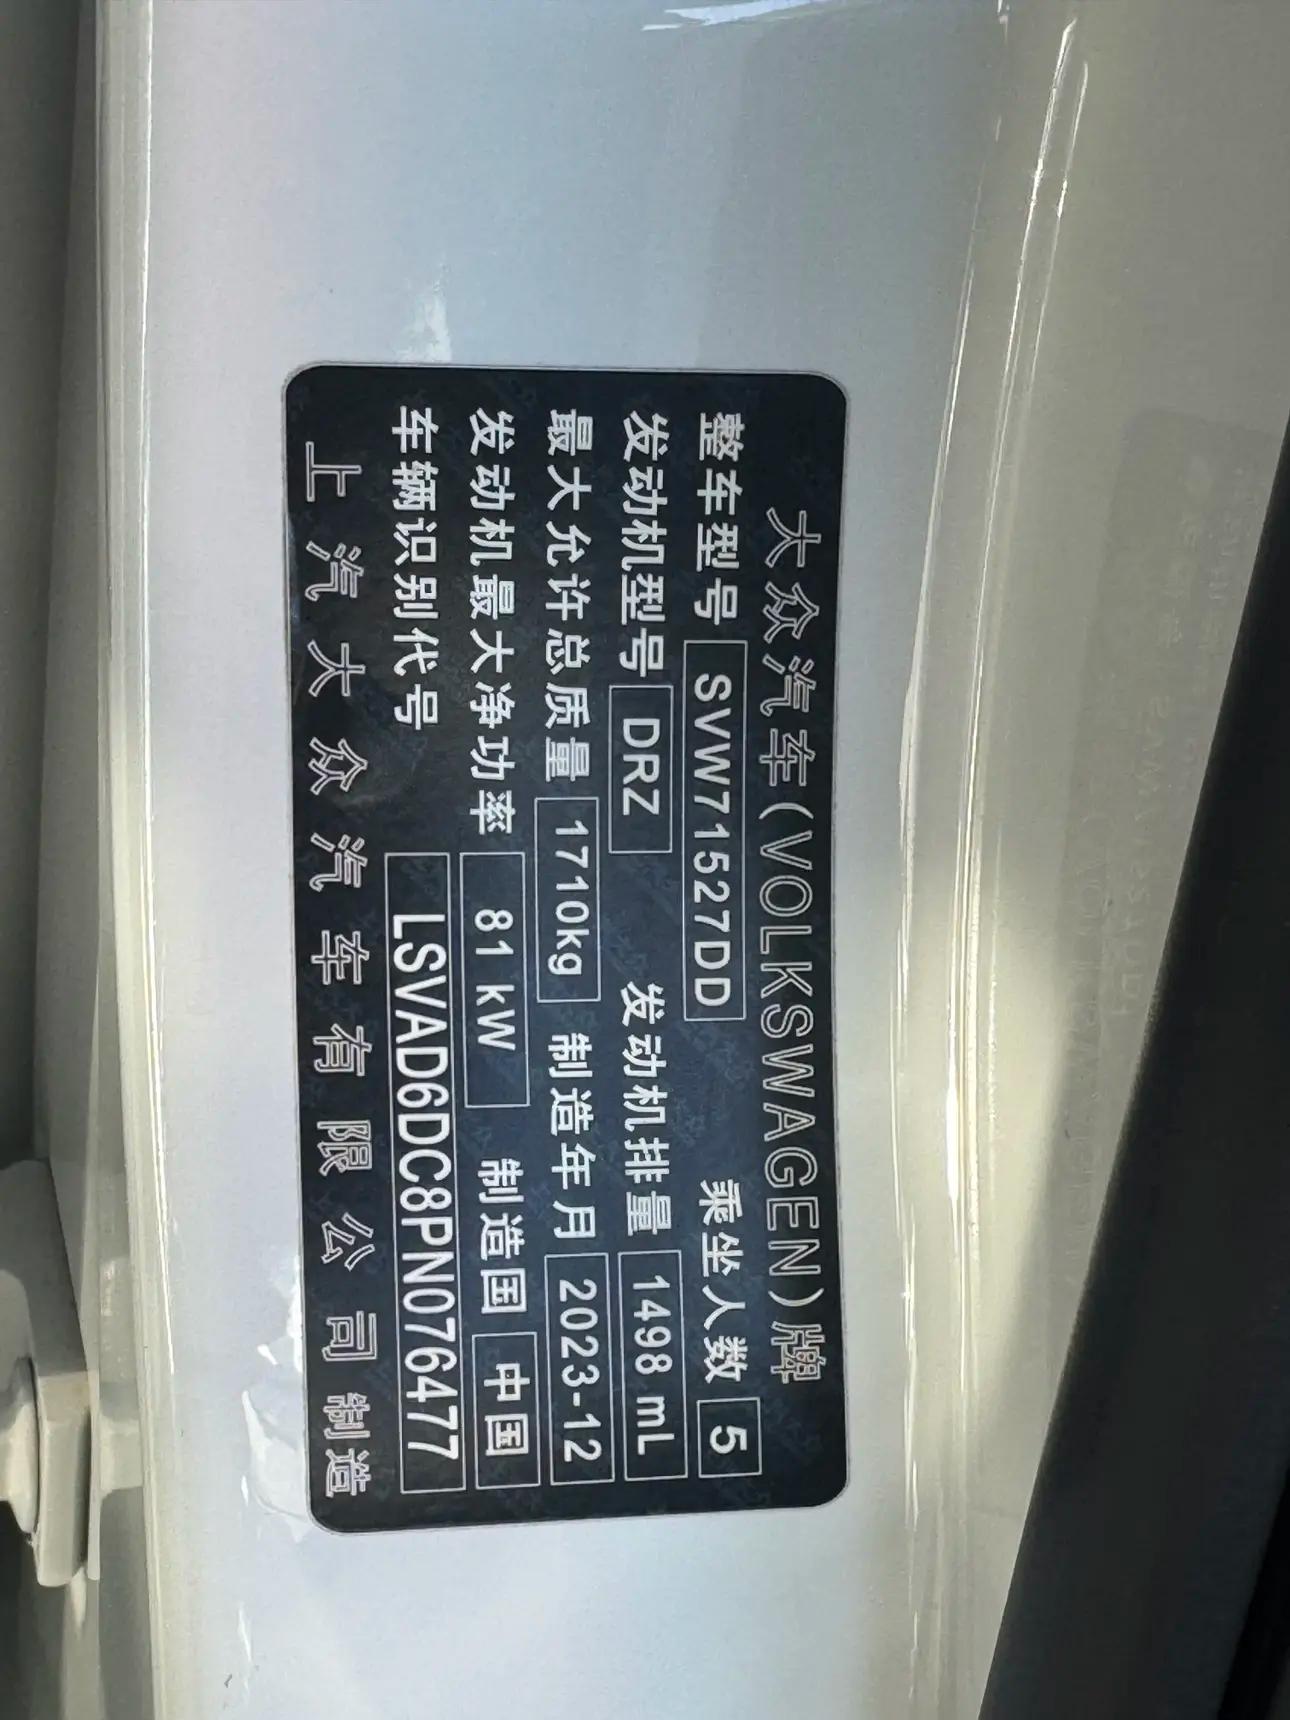 大众汽车(VOLKSWAGEN)牌
整车型号 SVW71527DD 乘坐人数 5
发动机型号 DRZ 发动机排量 1498 mL
最大允许总质量 1710kg 制造年月 2023-12
发动机最大净功率 81 kW 制造国 中国
车辆识别代号 LSVAD6DC8PN076477
上汽大众汽车有限公司制造